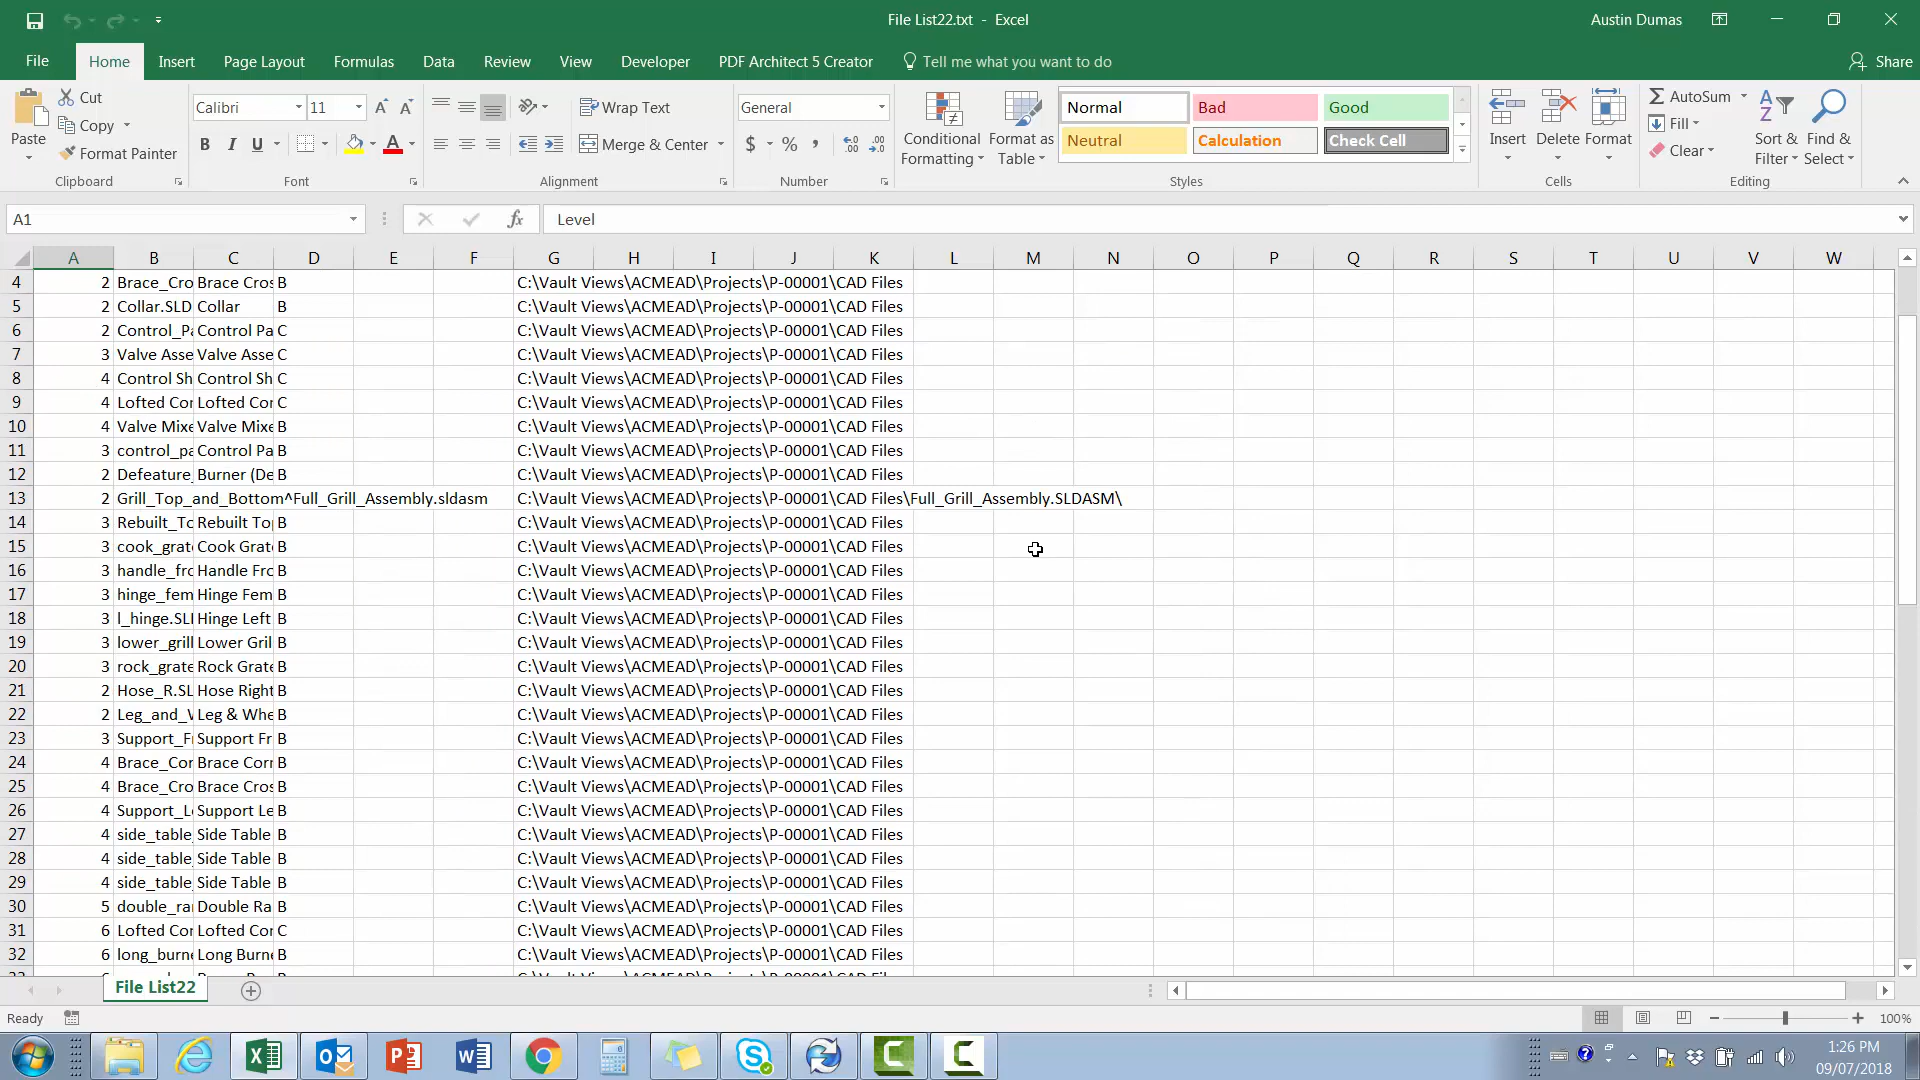 File List22.txt - Excel
Austin Dumas
File Home Insert Page Layout Formulas Data Review View Developer PDF Architect 5 Creator Tell me what you want to do Share
Paste
Cut
Copy
Format Painter
Clipboard
Calibri 11
B I U
Font
Wrap Text
Merge & Center
Alignment
General
$ % ,
Number
Conditional Formatting
Format as Table
Normal Bad Good
Neutral Calculation Check Cell
Styles
Insert Delete Format
Cells
AutoSum
Fill
Clear
Sort & Filter
Find & Select
Editing
A1 fx Level
A B C D E F G H I J K L M N O P Q R S T U V W
4 2 Brace_Cro Brace Cros B C:\Vault Views\ACMEAD\Projects\P-00001\CAD Files
5 2 Collar.SLD Collar B C:\Vault Views\ACMEAD\Projects\P-00001\CAD Files
6 2 Control_Pa Control Pa C C:\Vault Views\ACMEAD\Projects\P-00001\CAD Files
7 3 Valve Asse Valve Asse C C:\Vault Views\ACMEAD\Projects\P-00001\CAD Files
8 4 Control Sh Control Sh C C:\Vault Views\ACMEAD\Projects\P-00001\CAD Files
9 4 Lofted Cor Lofted Cor C C:\Vault Views\ACMEAD\Projects\P-00001\CAD Files
10 4 Valve Mixe Valve Mixe B C:\Vault Views\ACMEAD\Projects\P-00001\CAD Files
11 3 control_pa Control Pa B C:\Vault Views\ACMEAD\Projects\P-00001\CAD Files
12 2 Defeature_ Burner (De B C:\Vault Views\ACMEAD\Projects\P-00001\CAD Files
13 2 Grill_Top_and_Bottom^Full_Grill_Assembly.sldasm C:\Vault Views\ACMEAD\Projects\P-00001\CAD Files\Full_Grill_Assembly.SLDASM\
14 3 Rebuilt_To Rebuilt To B C:\Vault Views\ACMEAD\Projects\P-00001\CAD Files
15 3 cook_grate Cook Grate B C:\Vault Views\ACMEAD\Projects\P-00001\CAD Files
16 3 handle_fro Handle Fro B C:\Vault Views\ACMEAD\Projects\P-00001\CAD Files
17 3 hinge_fem Hinge Fem B C:\Vault Views\ACMEAD\Projects\P-00001\CAD Files
18 3 l_hinge.SLI Hinge Left B C:\Vault Views\ACMEAD\Projects\P-00001\CAD Files
19 3 lower_grill Lower Gril B C:\Vault Views\ACMEAD\Projects\P-00001\CAD Files
20 3 rock_grate Rock Grate B C:\Vault Views\ACMEAD\Projects\P-00001\CAD Files
21 2 Hose_R.SL Hose Right B C:\Vault Views\ACMEAD\Projects\P-00001\CAD Files
22 2 Leg_and_V Leg & Whe B C:\Vault Views\ACMEAD\Projects\P-00001\CAD Files
23 3 Support_Fr Support Fr B C:\Vault Views\ACMEAD\Projects\P-00001\CAD Files
24 4 Brace_Cor Brace Corr B C:\Vault Views\ACMEAD\Projects\P-00001\CAD Files
25 4 Brace_Cro Brace Cros B C:\Vault Views\ACMEAD\Projects\P-00001\CAD Files
26 4 Support_Le Support Le B C:\Vault Views\ACMEAD\Projects\P-00001\CAD Files
27 4 side_table_ Side Table B C:\Vault Views\ACMEAD\Projects\P-00001\CAD Files
28 4 side_table_ Side Table B C:\Vault Views\ACMEAD\Projects\P-00001\CAD Files
29 4 side_table_ Side Table B C:\Vault Views\ACMEAD\Projects\P-00001\CAD Files
30 5 double_rar Double Ra B C:\Vault Views\ACMEAD\Projects\P-00001\CAD Files
31 6 Lofted Cor Lofted Cor C C:\Vault Views\ACMEAD\Projects\P-00001\CAD Files
32 6 long_burne Long Burne B C:\Vault Views\ACMEAD\Projects\P-00001\CAD Files
File List22
Ready
100%
1:26 PM
09/07/2018